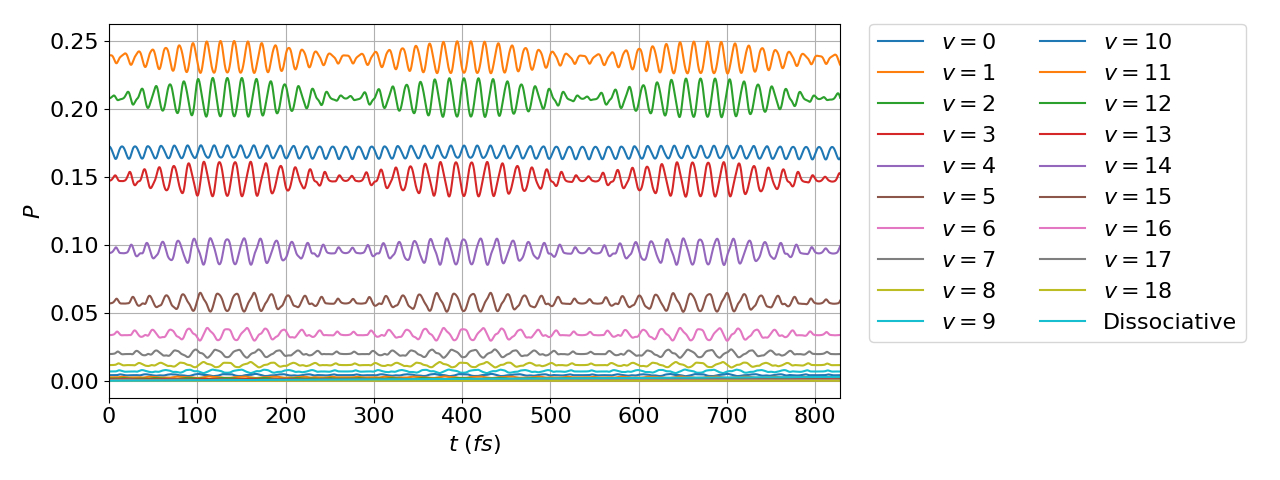 0.25
0.20
0.15
0.10
0.05
0.00
P
0 100 200 300 400 500 600 700 800
t (fs)
v = 0 v = 10
v = 1 v = 11
v = 2 v = 12
v = 3 v = 13
v = 4 v = 14
v = 5 v = 15
v = 6 v = 16
v = 7 v = 17
v = 8 v = 18
v = 9 Dissociative